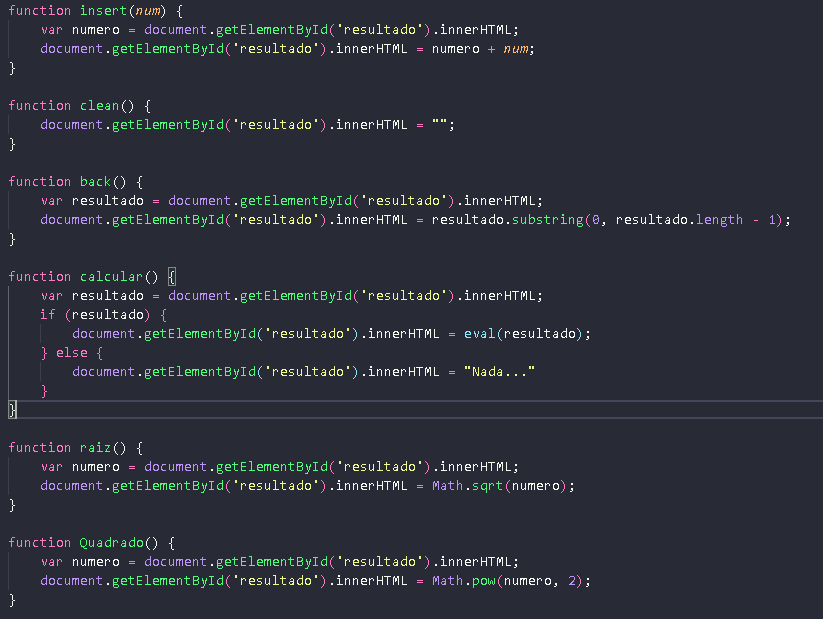 function insert(num) {
    var numero = document.getElementById('resultado').innerHTML;
    document.getElementById('resultado').innerHTML = numero + num;
}

function clean() {
    document.getElementById('resultado').innerHTML = "";
}

function back() {
    var resultado = document.getElementById('resultado').innerHTML;
    document.getElementById('resultado').innerHTML = resultado.substring(0, resultado.length - 1);
}

function calcular() {
    var resultado = document.getElementById('resultado').innerHTML;
    if (resultado) {
        document.getElementById('resultado').innerHTML = eval(resultado);
    } else {
        document.getElementById('resultado').innerHTML = "Nada..."
    }
}

function raiz() {
    var numero = document.getElementById('resultado').innerHTML;
    document.getElementById('resultado').innerHTML = Math.sqrt(numero);
}

function Quadrado() {
    var numero = document.getElementById('resultado').innerHTML;
    document.getElementById('resultado').innerHTML = Math.pow(numero, 2);
}